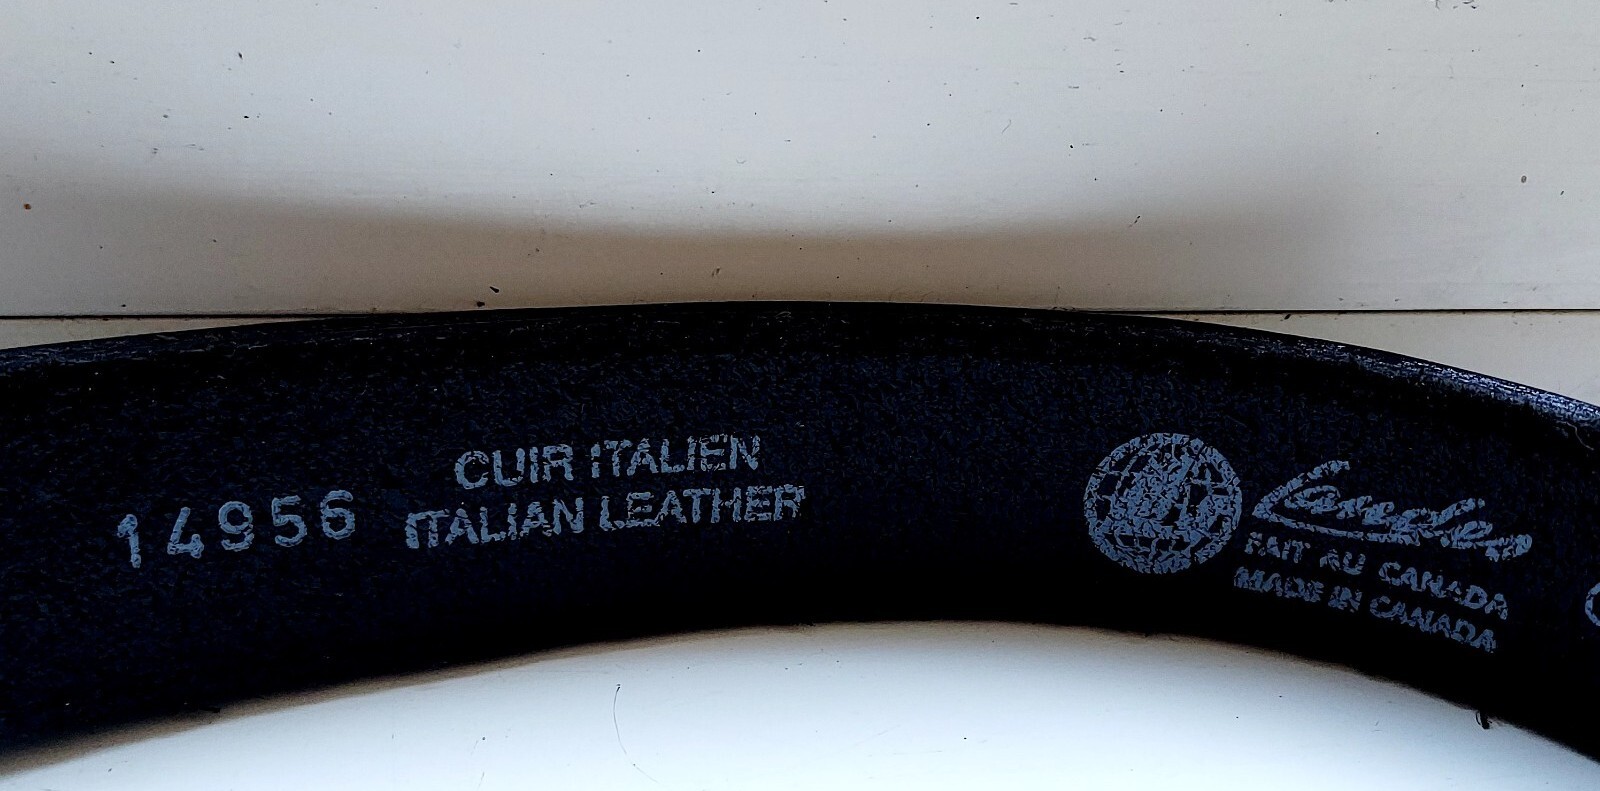 14956
CUIR ITALIEN
ITALIAN LEATHER
FAIT AU CANADA
MADE IN CANADA